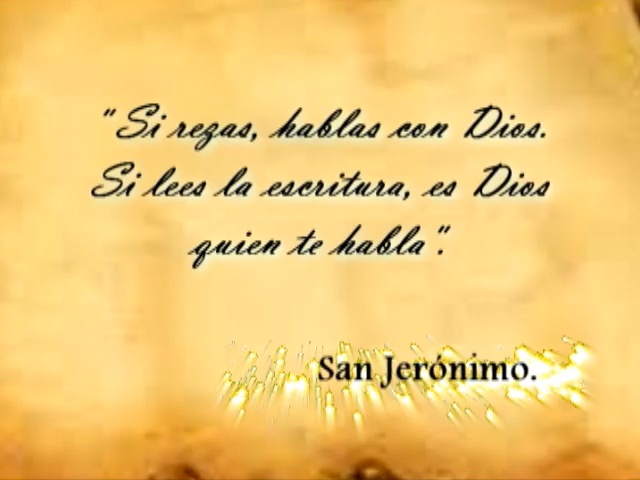 "Si rezas, hablas con Dios.
Si lees la escritura, es Dios
quien te habla".
San Jerónimo.